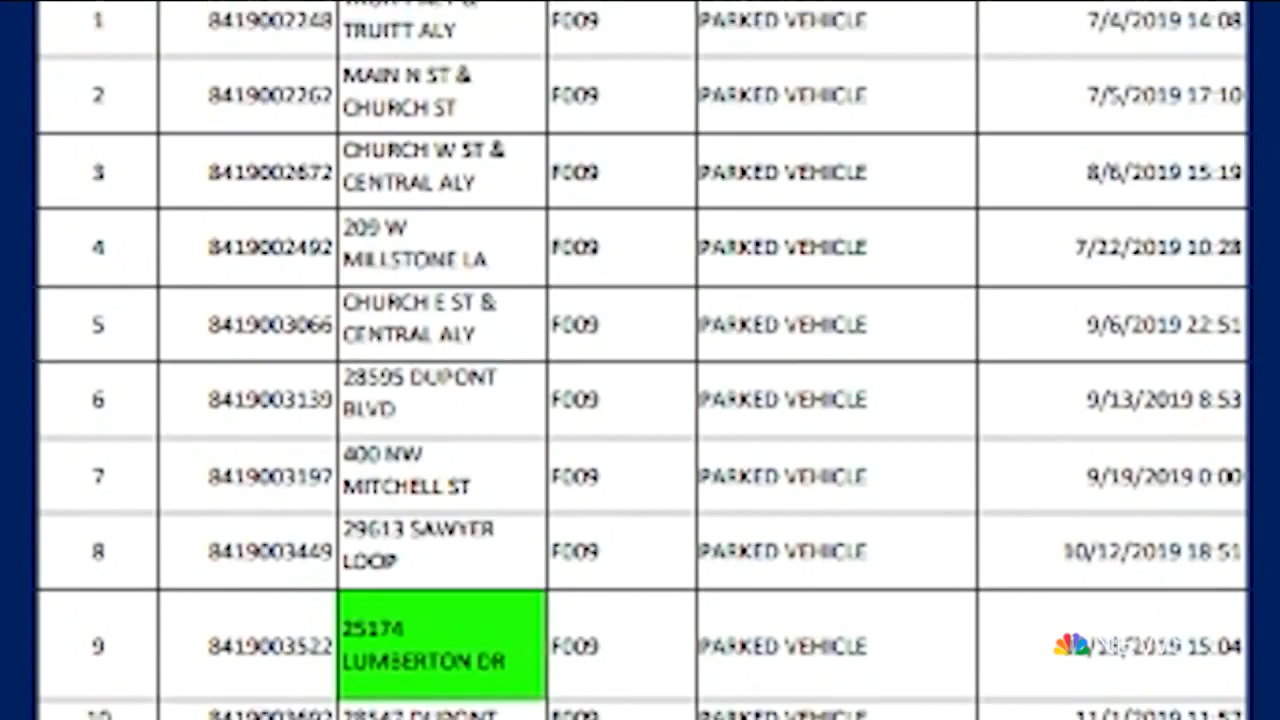 1 8419002248 TRUITT ALY F009 PARKED VEHICLE 7/4/2019 14:08
2 8419002262 MAIN N ST & F009 PARKED VEHICLE 7/5/2019 17:10
CHURCH ST
3 8419002672 CHURCH W ST & F009 PARKED VEHICLE 8/6/2019 15:19
CENTRAL ALY
4 8419002492 209 W F009 PARKED VEHICLE 7/22/2019 10:28
MILLSTONE LA
5 8419003066 CHURCH E ST & F009 PARKED VEHICLE 9/6/2019 22:51
CENTRAL ALY
6 8419003139 28595 DUPONT F009 PARKED VEHICLE 9/13/2019 8:53
BLVD
7 8419003197 400 NW F009 PARKED VEHICLE 9/19/2019 0:00
MITCHELL ST
8 8419003449 29613 SAWYER F009 PARKED VEHICLE 10/12/2019 18:51
LOOP
9 8419003522 25174 F009 PARKED VEHICLE 15:04
LUMBERTON DR